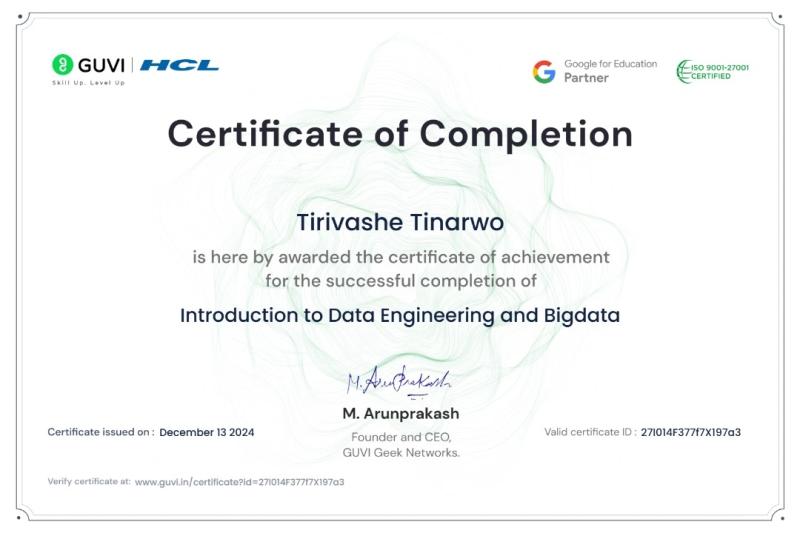 GUVI | HCL
Skill Up. Level Up
Google for Education
Partner
ISO 9001-27001
CERTIFIED
Certificate of Completion
Tirivashe Tinarwo
is here by awarded the certificate of achievement
for the successful completion of
Introduction to Data Engineering and Bigdata
M. ArunPrakash
M. Arunprakash
Founder and CEO,
GUVI Geek Networks.
Certificate issued on : December 13 2024
Valid certificate ID : 27I014F377f7X197a3
Verify certificate at: www.guvi.in/certificate?id=27I014F377f7X197a3